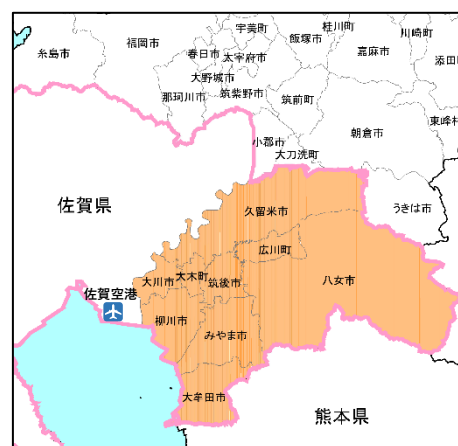 宇美町
桂川町
川崎町
糸島市
福岡市
飯塚市
春日市
太宰府市
嘉麻市
大野城市
那珂川市
筑紫野市
筑前町
朝倉市
東峰村
小郡市
大刀洗町
佐賀県
久留米市
うきは市
広川町
大川市
大木町
筑後市
八女市
佐賀空港
柳川市
みやま市
大牟田市
熊本県